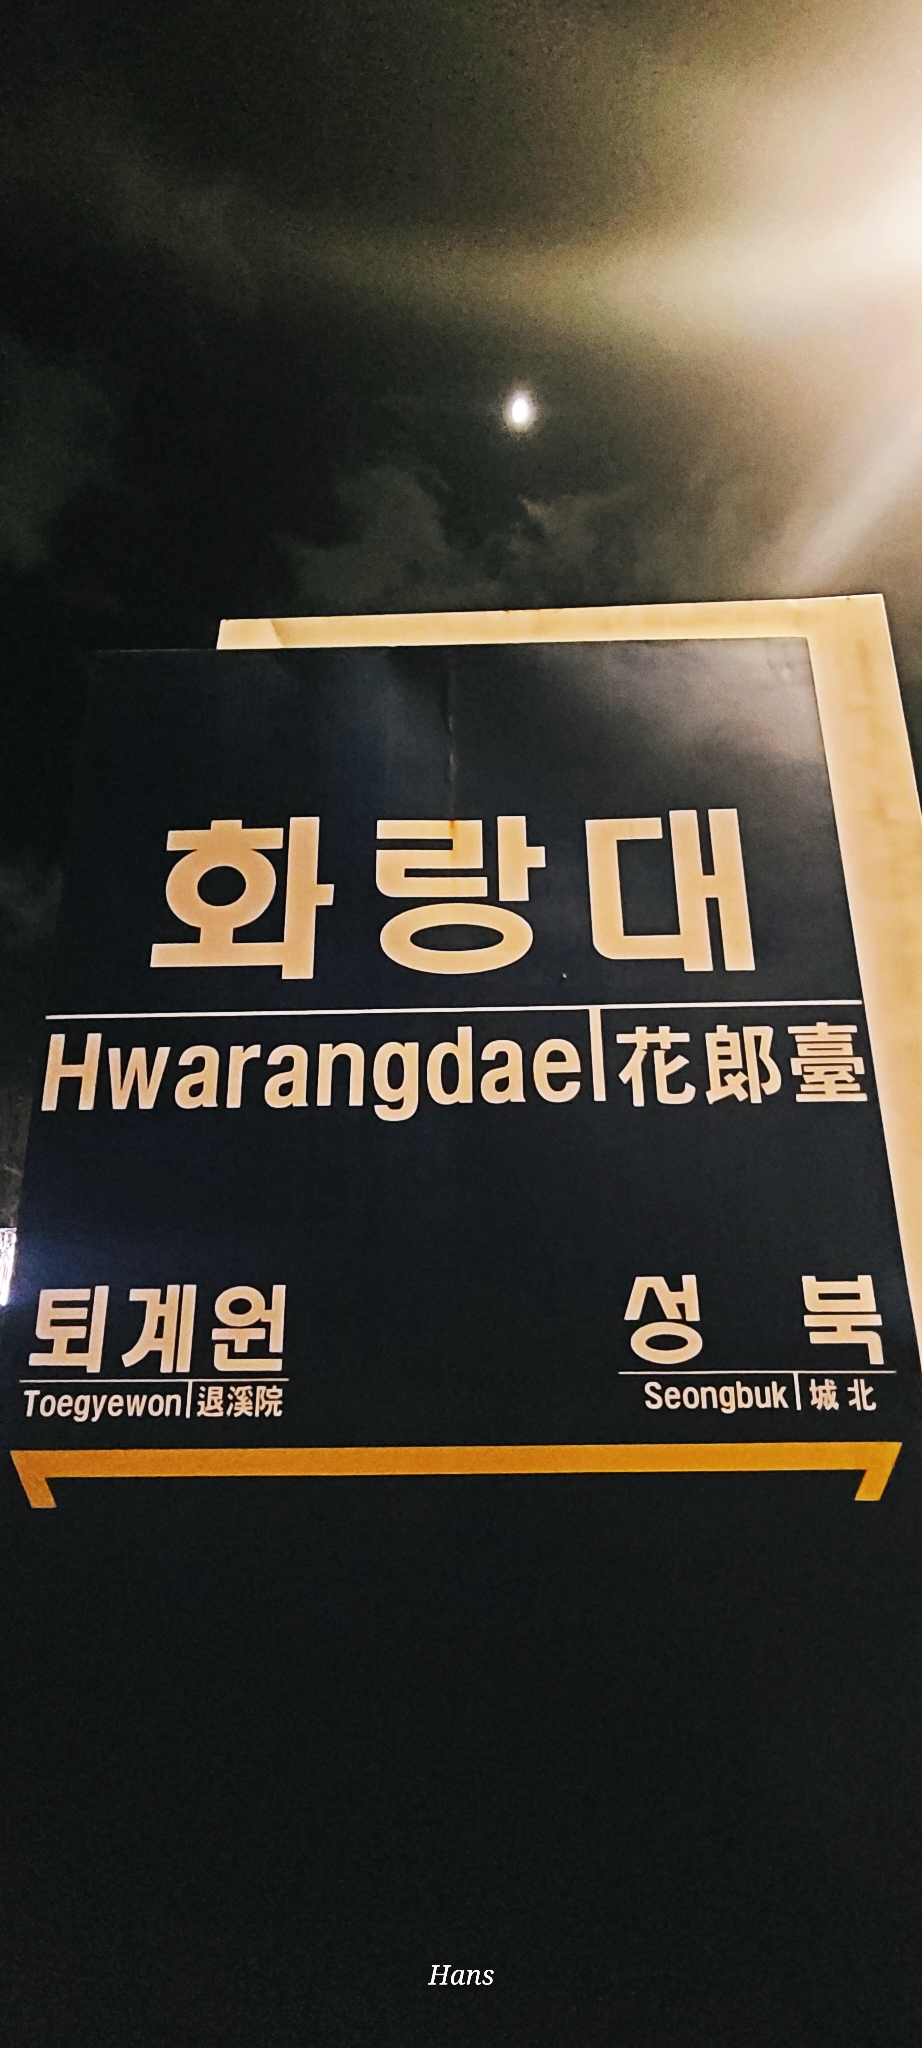 화랑대
Hwarangdae 花郎臺
퇴계원 성북
Toegyewon 退溪院 Seongbuk 城北
Hans